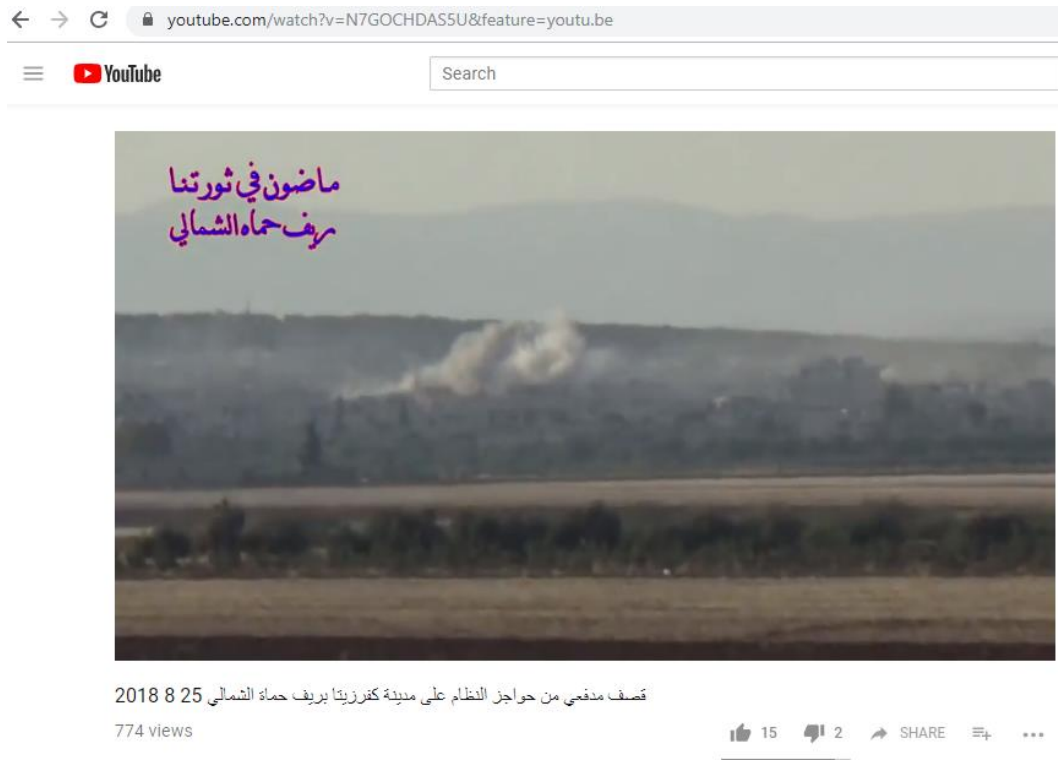 youtube.com/watch?v=N7GOCHDAS5U&feature=youtu.be
YouTube
Search
ماضون في ثورتنا
ريف حماه الشمالي
قصف مدفعي من حواجز النظام على مدينة كفرزيتا بريف حماة الشمالي 25 8 2018
774 views
15 2 SHARE